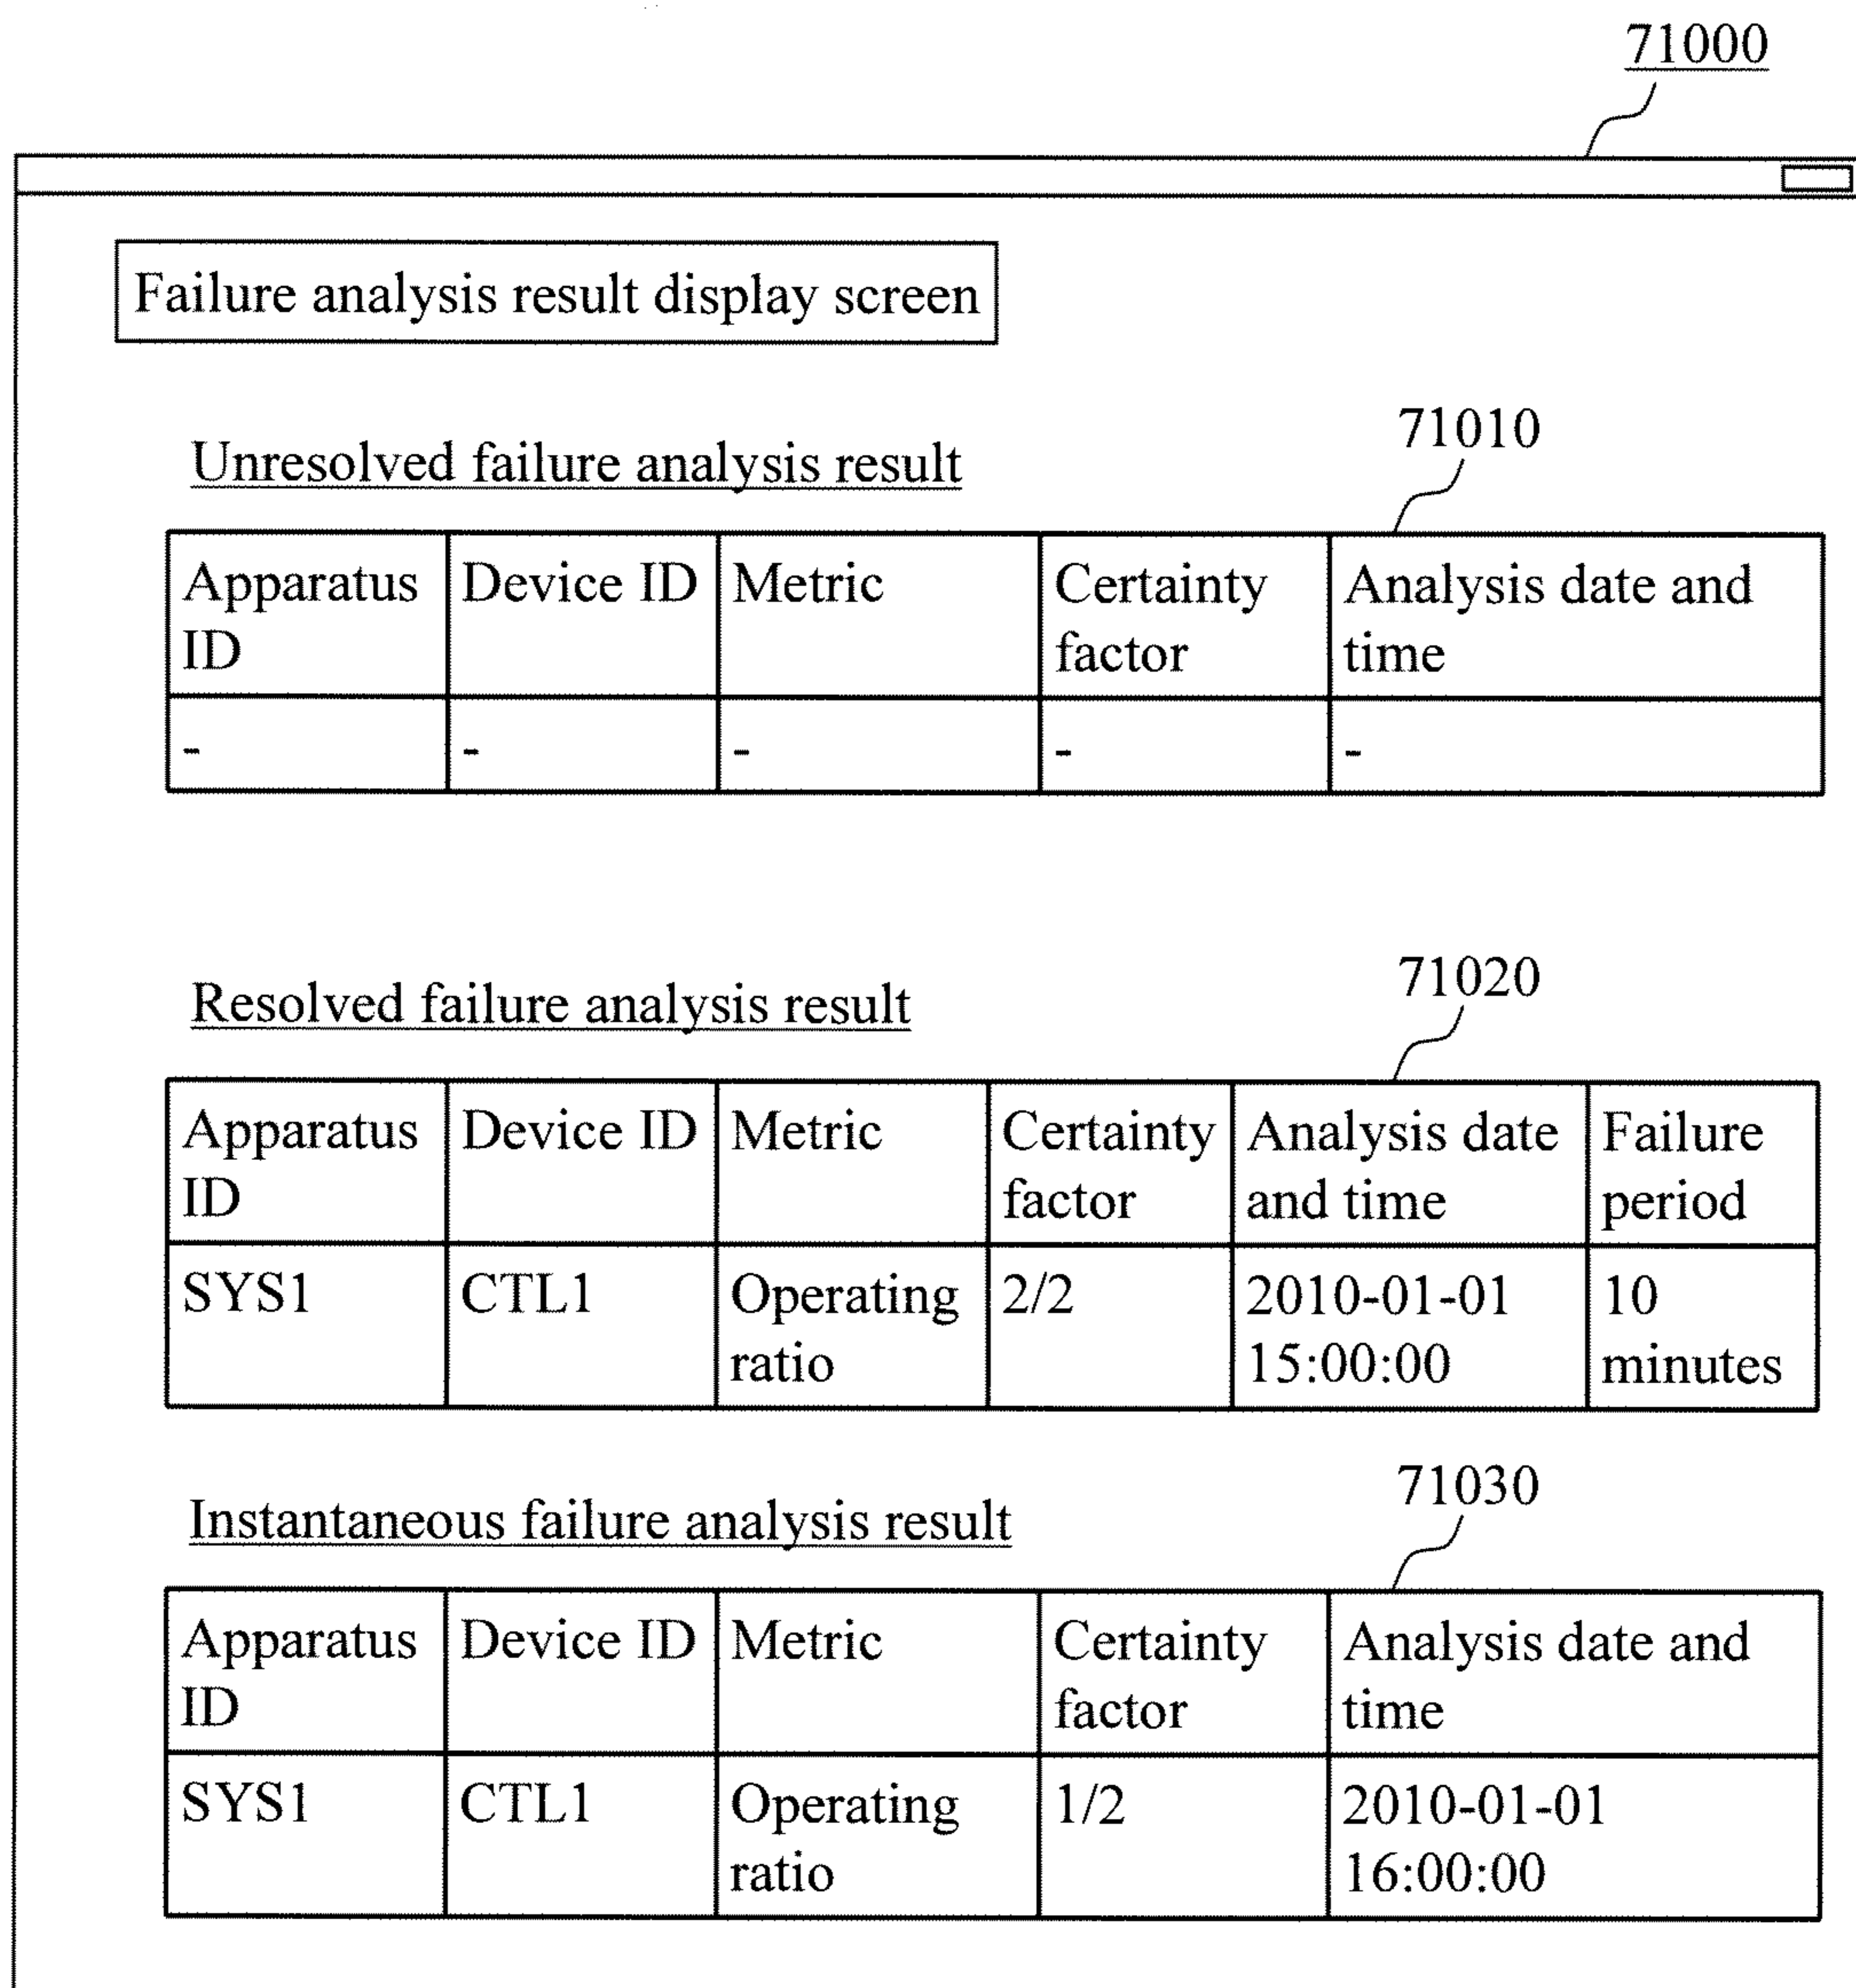 71000
Failure analysis result display screen
71010
Unresolved failure analysis result
Apparatus ID Device ID Metric Certainty factor Analysis date and time
- - - - -
71020
Resolved failure analysis result
Apparatus ID Device ID Metric Certainty factor Analysis date and time Failure period
SYS1 CTL1 Operating ratio 2/2 2010-01-01 15:00:00 10 minutes
71030
Instantaneous failure analysis result
Apparatus ID Device ID Metric Certainty factor Analysis date and time
SYS1 CTL1 Operating ratio 1/2 2010-01-01 16:00:00